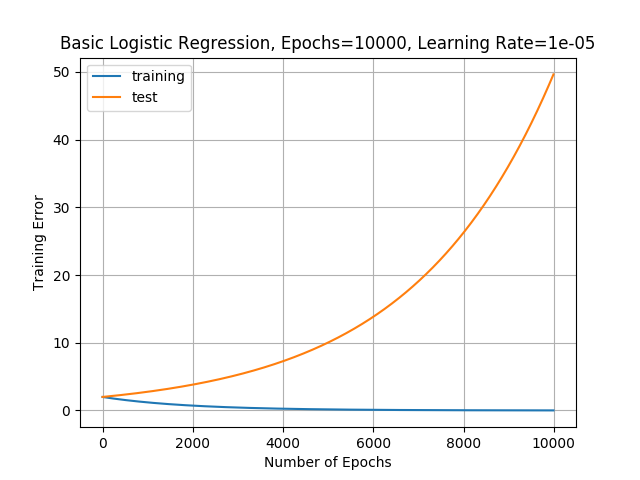 Basic Logistic Regression, Epochs=10000, Learning Rate=1e-05
training
test
50
40
30
20
10
0
Training Error
0 2000 4000 6000 8000 10000
Number of Epochs